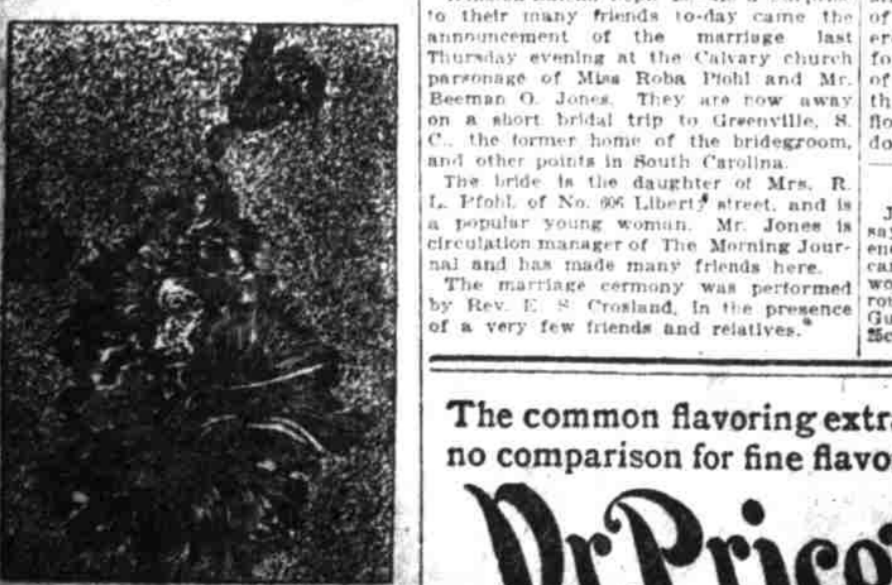 to their many friends to-day came the
announcement of the marriage last
Thursday evening at the Calvary church
parsonage of Miss Roba Pfohl and Mr.
Beeman O. Jones. They are now away
on a short bridal trip to Greenville, S.
C., the former home of the bridegroom,
and other points in South Carolina.
The bride is the daughter of Mrs. R.
L. Pfohl, of No. 606 Liberty street, and is
a popular young woman. Mr. Jones is
circulation manager of The Morning Jour-
nal and has made many friends here.
The marriage cermony was performed
by Rev. E. S. Crosland, in the presence
of a very few friends and relatives."
The common flavoring extr
no comparison for fine flavo
Dr Price